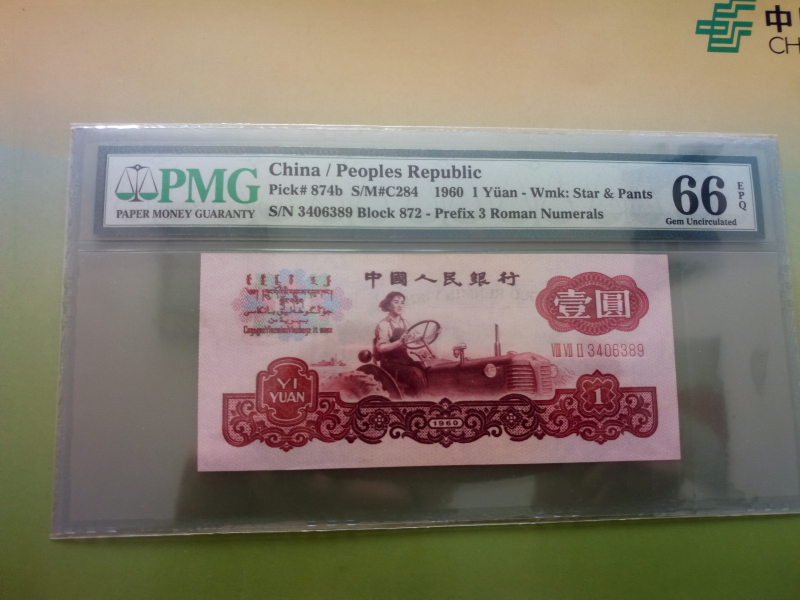 中
CH
PMG
PAPER MONEY GUARANTY
China / Peoples Republic
Pick# 874b S/M#C284 1960 1 Yüan - Wmk: Star & Pants
S/N 3406389 Block 872 - Prefix 3 Roman Numerals
66
EPQ
Gem Uncirculated
中國人民銀行
壹圓
VIII VII II 3406389
YI
YUAN
1960
1